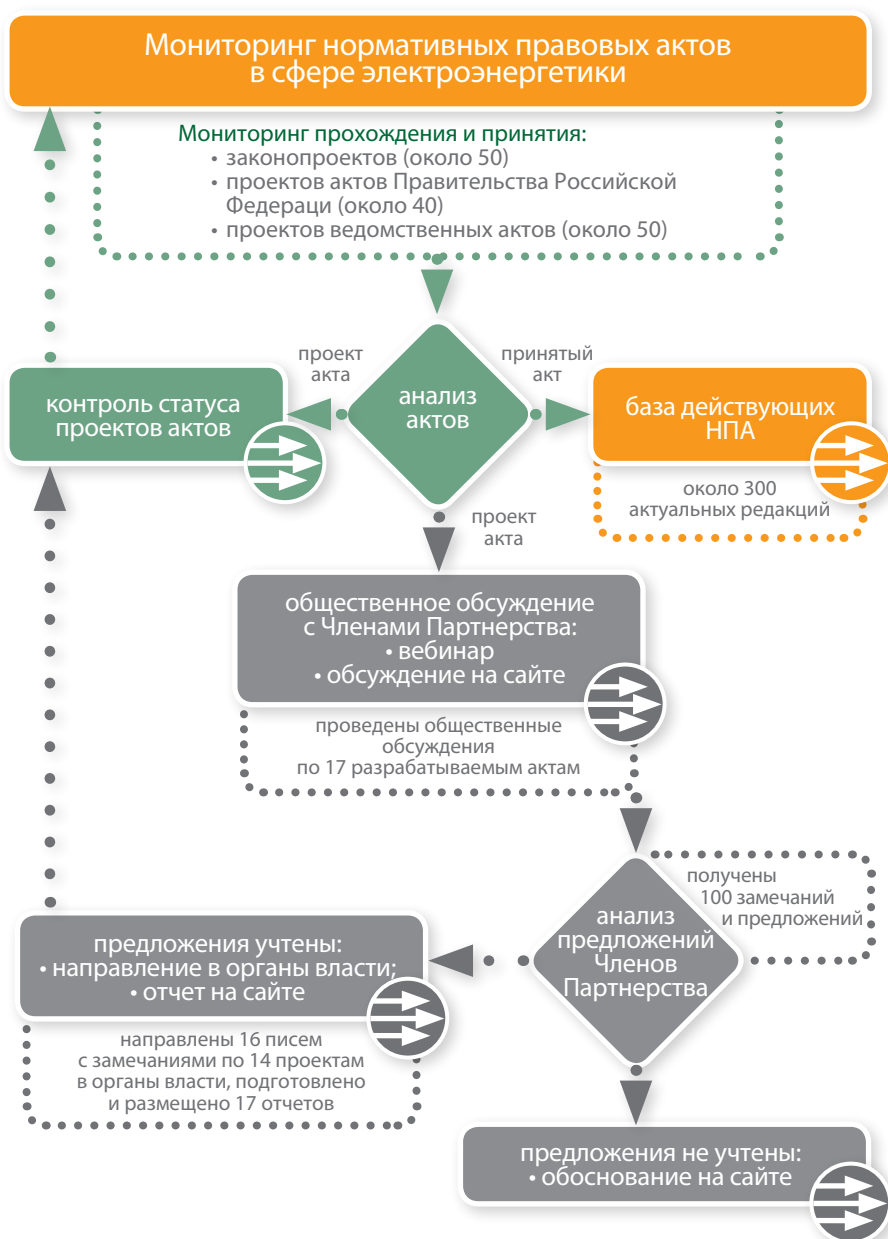 Мониторинг нормативных правовых актов
в сфере электроэнергетики
Мониторинг прохождения и принятия:
• законопроектов (около 50)
• проектов актов Правительства Российской
Федераци (около 40)
• проектов ведомственных актов (около 50)
проект
акта
анализ
актов
принятый
акт
контроль статуса
проектов актов
база действующих
НПА
около 300
актуальных редакций
проект
акта
общественное обсуждение
с Членами Партнерства:
• вебинар
• обсуждение на сайте
проведены общественные
обсуждения
по 17 разрабатываемым актам
получены
100 замечаний
и предложений
анализ
предложений
Членов
Партнерства
предложения учтены:
• направление в органы власти;
• отчет на сайте
направлены 16 писем
с замечаниями по 14 проектам
в органы власти, подготовлено
и размещено 17 отчетов
предложения не учтены:
• обоснование на сайте